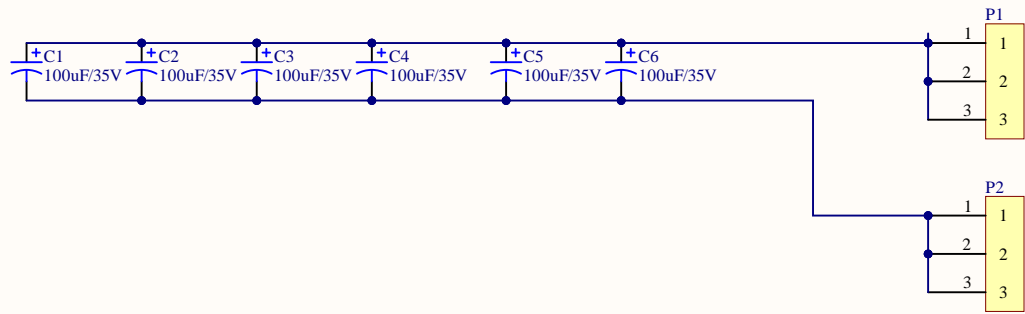 P1
+ C1
100uF/35V
+ C2
100uF/35V
+ C3
100uF/35V
+ C4
100uF/35V
+ C5
100uF/35V
+ C6
100uF/35V
1 1
2 2
3 3
P2
1 1
2 2
3 3